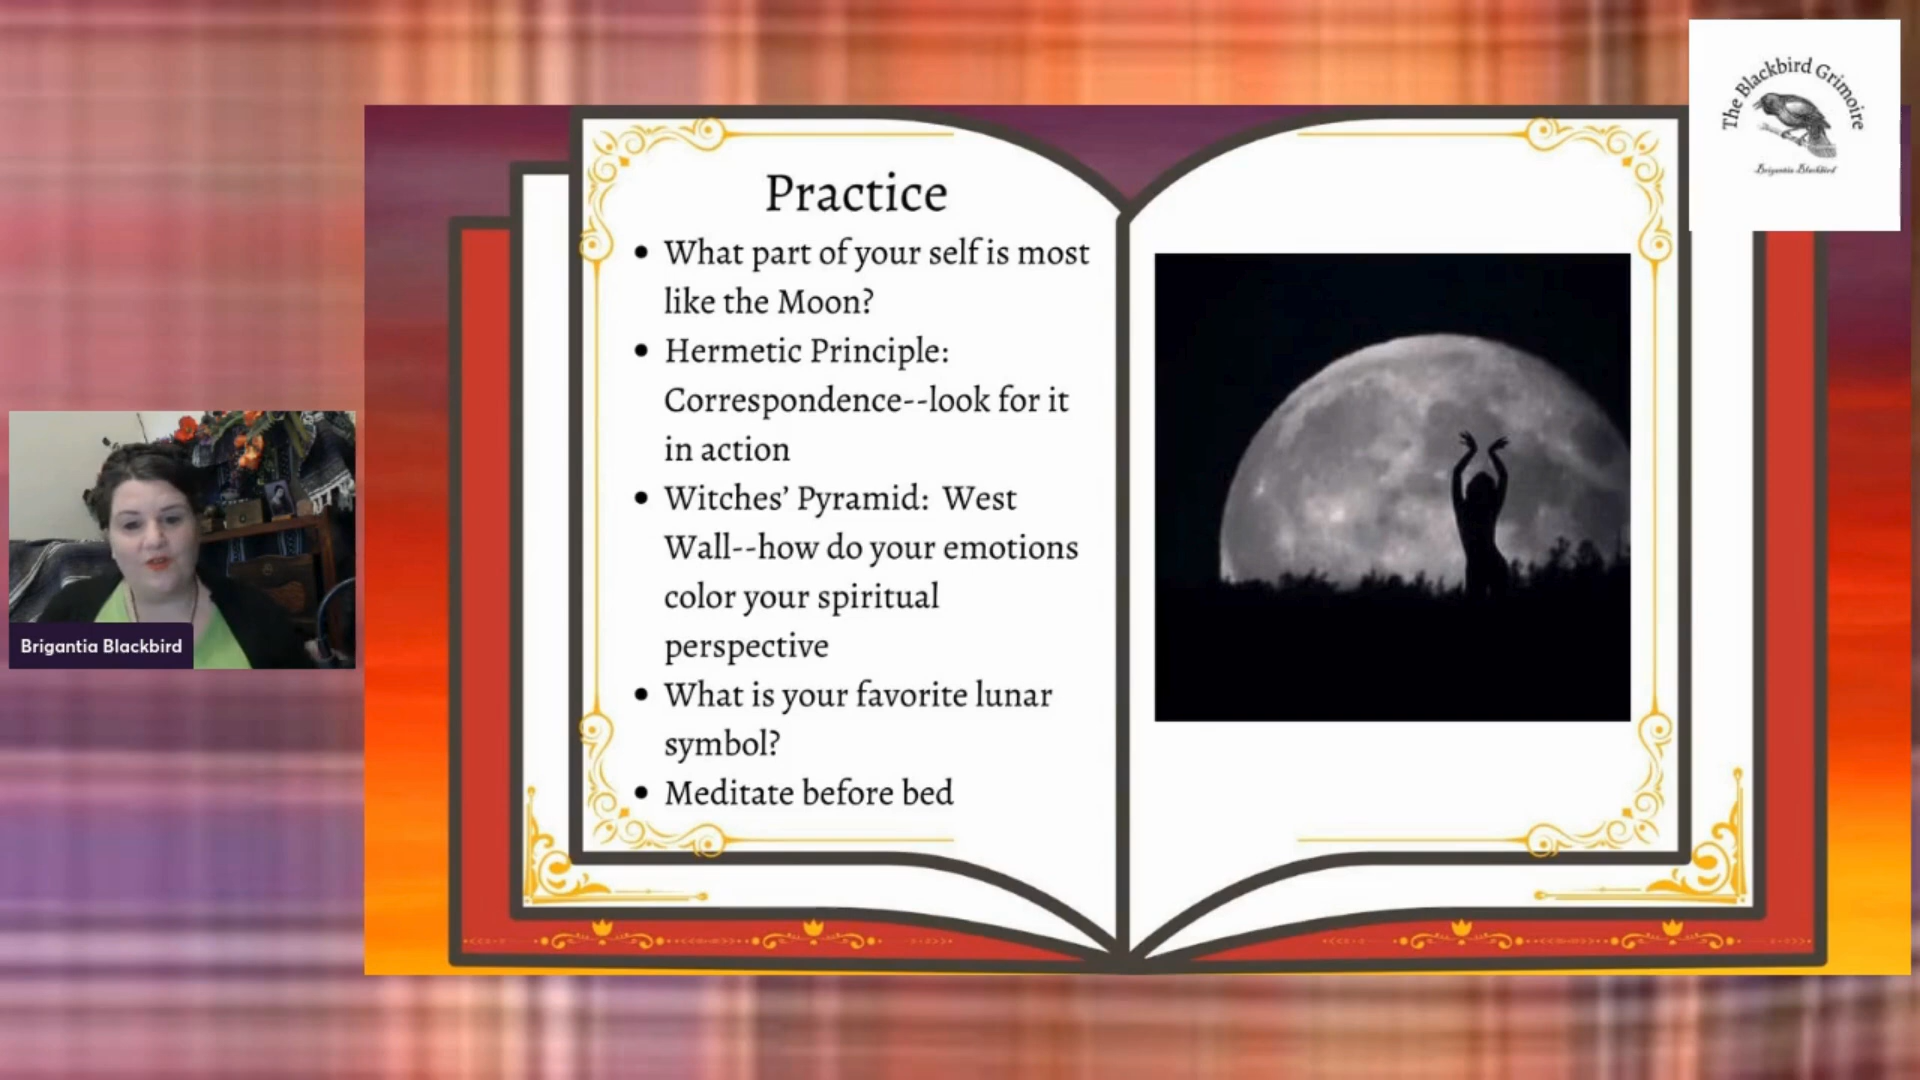 The Blackbird Grimoire
Brigantia Blackbird
Practice
• What part of your self is most
like the Moon?
• Hermetic Principle:
Correspondence--look for it
in action
• Witches’ Pyramid:  West
Wall--how do your emotions
color your spiritual
perspective
• What is your favorite lunar
symbol?
• Meditate before bed
Brigantia Blackbird